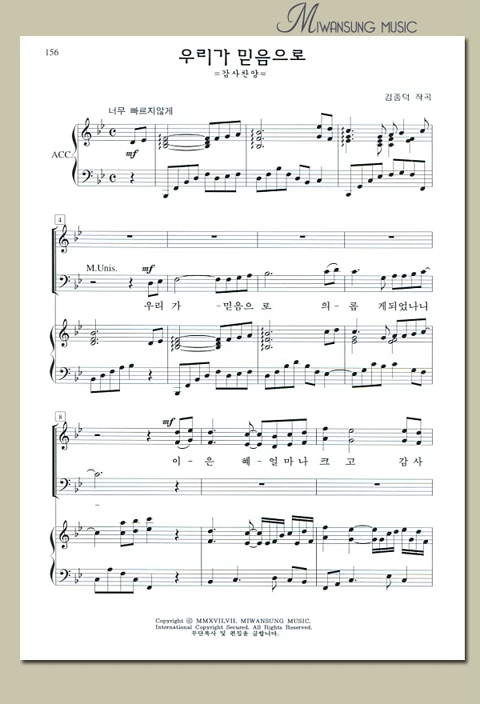 MIWANSUNG MUSIC
156
우리가 믿음으로
=감사찬양=
김종덕 작곡
너무 빠르지않게
ACC.
mf
4
M.Unis.
mf
우리 가 -믿음으 로 의- 롭 게되었나니
8
mf
이- 은 혜-얼마나 크 고 감사
Copyright © MMXVII,VII, MIWANSUNG MUSIC.
International Copyright Secured. All Rights Reserved.
무단복사 및 편집을 금합니다.